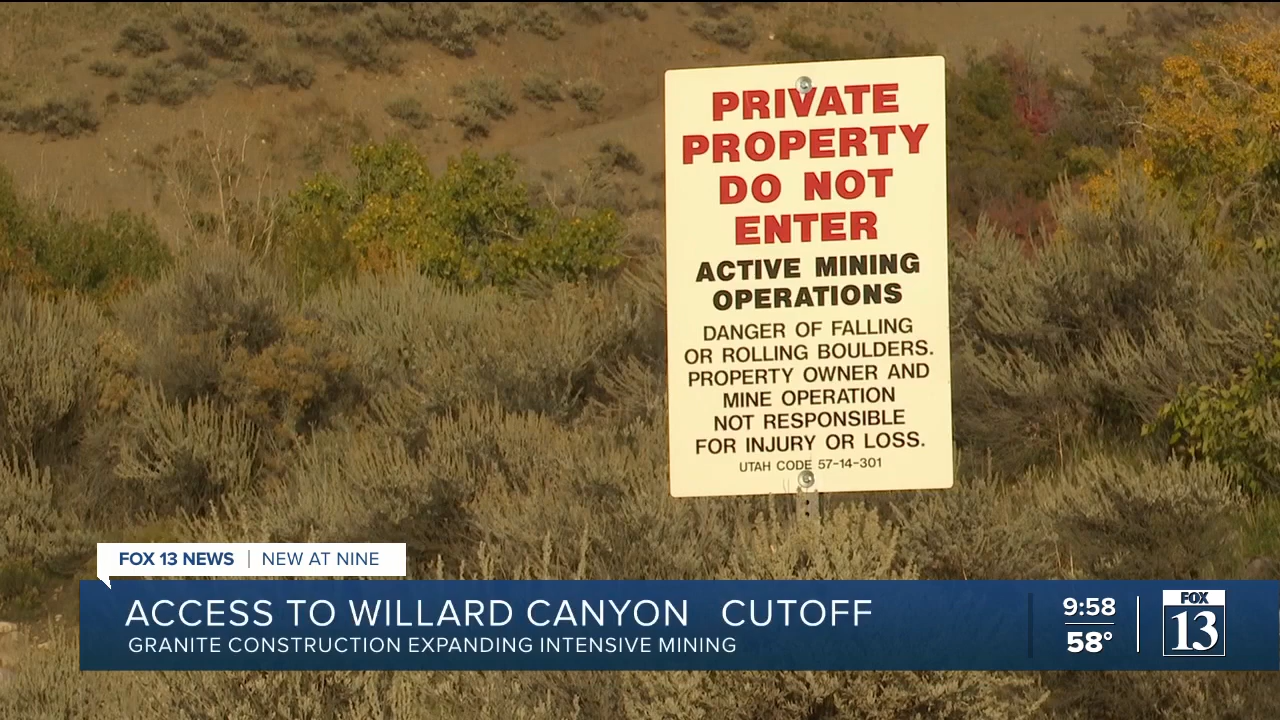 PRIVATE
PROPERTY
DO NOT
ENTER
ACTIVE MINING
OPERATIONS
DANGER OF FALLING
OR ROLLING BOULDERS.
PROPERTY OWNER AND
MINE OPERATION
NOT RESPONSIBLE
FOR INJURY OR LOSS.
UTAH CODE 57-14-301
FOX 13 NEWS | NEW AT NINE
ACCESS TO WILLARD CANYON CUTOFF
GRANITE CONSTRUCTION EXPANDING INTENSIVE MINING
9:58
58°
FOX
13